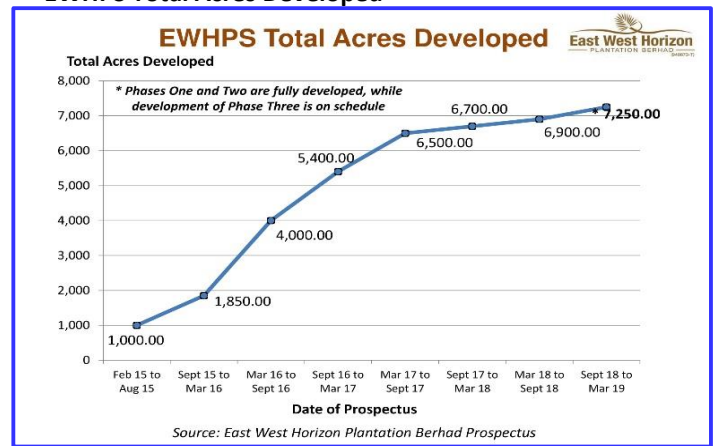 EWHPS Total Acres Developed
EWHPS Total Acres Developed
East West Horizon
PLANTATION BERHAD
Total Acres Developed
* Phases One and Two are fully developed, while
development of Phase Three is on schedule
8,000
7,000
6,000
5,000
4,000
3,000
2,000
1,000
0
1,000.00
1,850.00
4,000.00
5,400.00
6,500.00
6,700.00
6,900.00
* 7,250.00
Feb 15 to
Aug 15
Sept 15 to
Mar 16
Mar 16 to
Sept 16
Sept 16 to
Mar 17
Mar 17 to
Sept 17
Sept 17 to
Mar 18
Mar 18 to
Sept 18
Sept 18 to
Mar 19
Date of Prospectus
Source: East West Horizon Plantation Berhad Prospectus